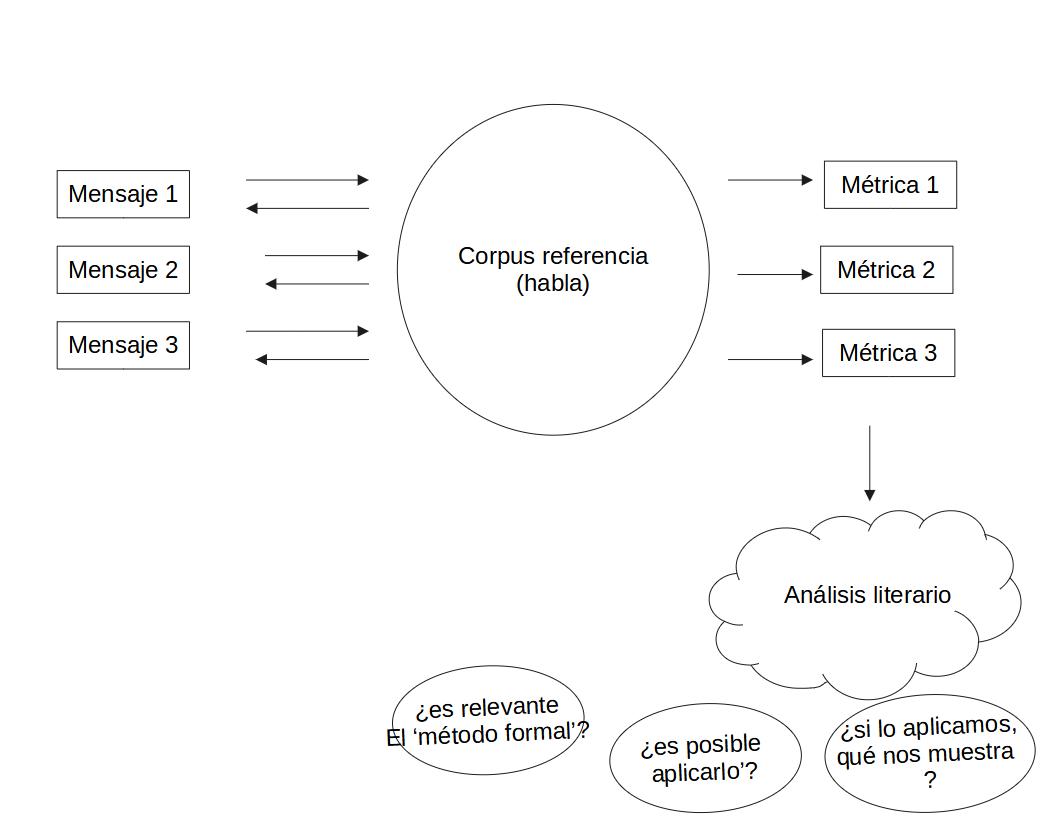 Mensaje 1
Mensaje 2
Mensaje 3
Corpus referencia
(habla)
Métrica 1
Métrica 2
Métrica 3
Análisis literario
¿es relevante
El ‘método formal’?
¿es posible
aplicarlo’?
¿si lo aplicamos,
qué nos muestra
?